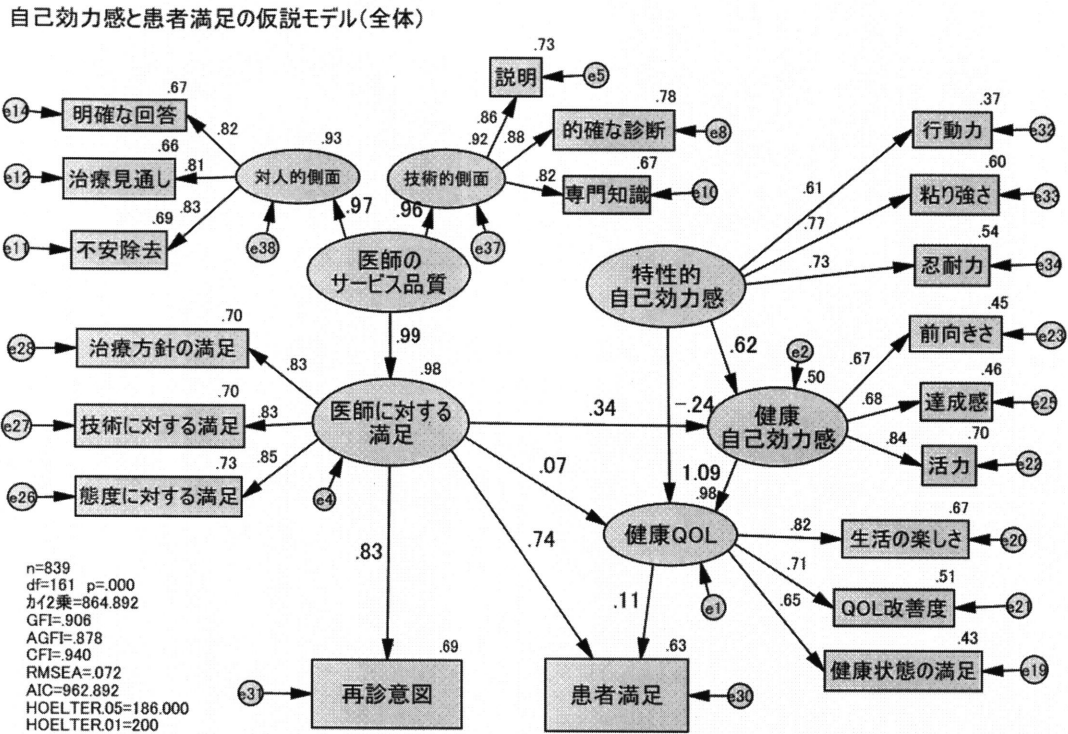 自己効力感と患者満足の仮説モデル(全体)
.73
説明
e5
.67
e14
明確な回答
.82
.66
e12
治療見通し
.81
.69
.83
e11
不安除去
.93
対人的側面
e38
.97
.86
.92
技術的側面
.88
.78
的確な診断
e8
.82
.67
専門知識
e10
.96
e37
医師の
サービス品質
.99
.37
行動力
e32
.61
.60
粘り強さ
e33
.77
.54
忍耐力
e34
.73
特性的
自己効力感
.62
-.24
e2
.50
健康
自己効力感
.45
前向きさ
e23
.67
.46
達成感
e25
.68
.70
活力
e22
.84
.70
e28
治療方針の満足
.83
.70
e27
技術に対する満足
.83
.73
e26
態度に対する満足
.85
.98
医師に対する
満足
e4
.34
.07
1.09
.98
健康QOL
e1
.67
生活の楽しさ
e20
.82
.51
QOL改善度
e21
.71
.43
健康状態の満足
e19
.65
.83
.74
.11
.69
e31
再診意図
.63
患者満足
e30
n=839
df=161 p=.000
カイ2乗=864.892
GFI=.906
AGFI=.878
CFI=.940
RMSEA=.072
AIC=962.892
HOELTER.05=186.000
HOELTER.01=200